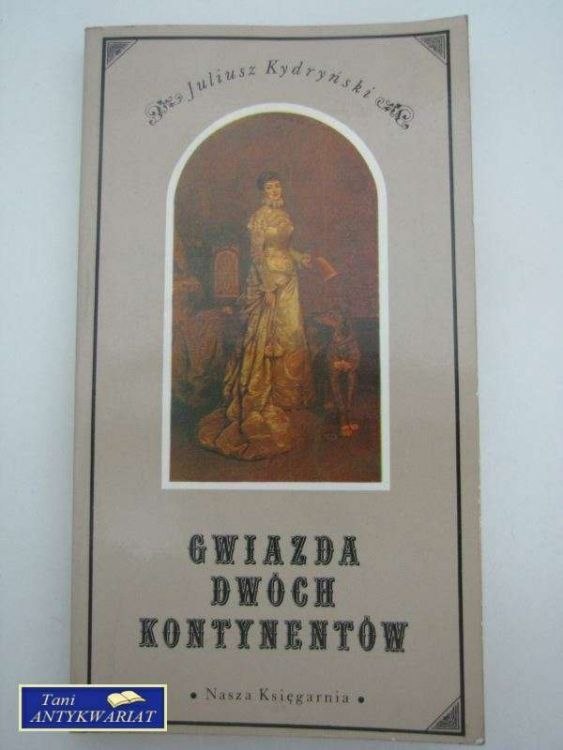 Juliusz Kydryński
GWIAZDA
DWÓCH
KONTYNENTÓW
• Nasza Księgarnia •
Tani
ANTYKWARIAT